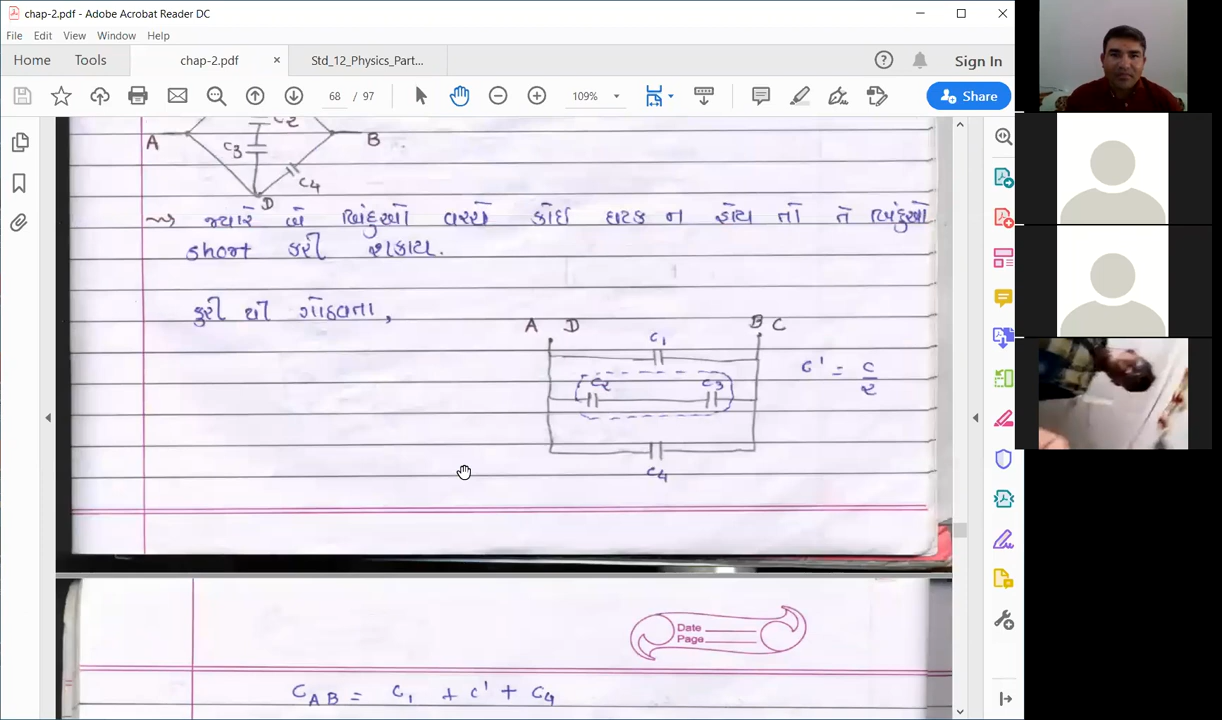 chap-2.pdf - Adobe Acrobat Reader DC
File Edit View Window Help
Home Tools chap-2.pdf × Std_12_Physics_Part... Sign In
68 / 97 109% Share
C2
A B
C3
C4
D
જ્યારે બે બિંદુઓ વચ્ચે કોઈ ઘટક ન હોય તો તે બિંદુઓ
short કરી શકાય.
ફરી થી ગોઠવતા,
A D B C
C1
C' = C/2
C2 C3
C4
Date
Page
CAB = C1 + C' + C4